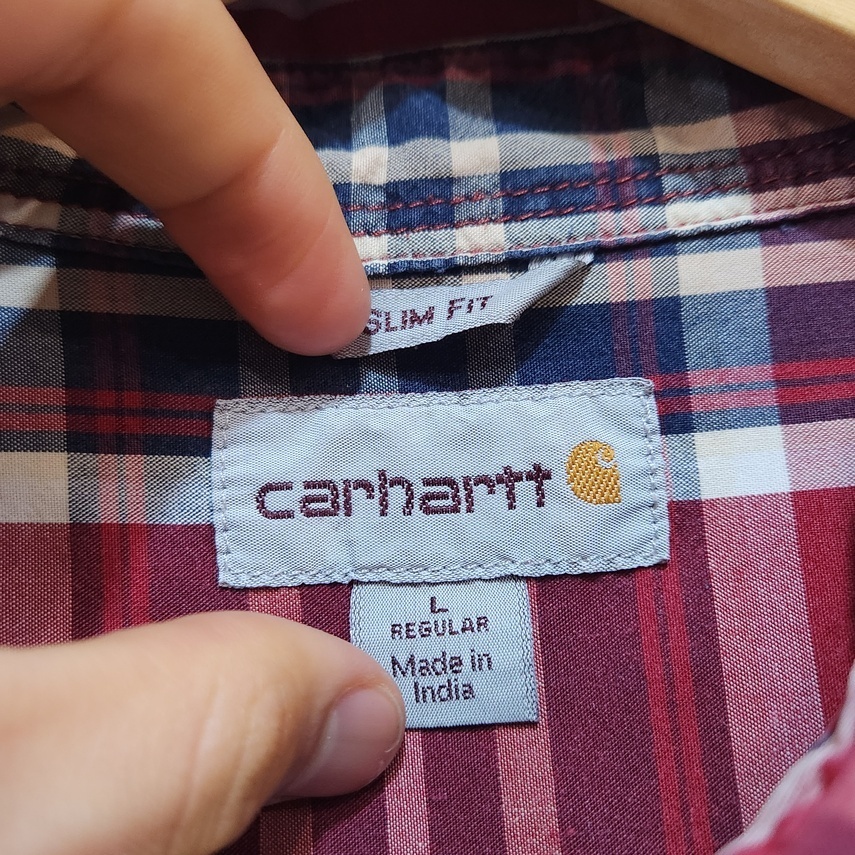 SLIM FIT
carhartt
L
REGULAR
Made in
India